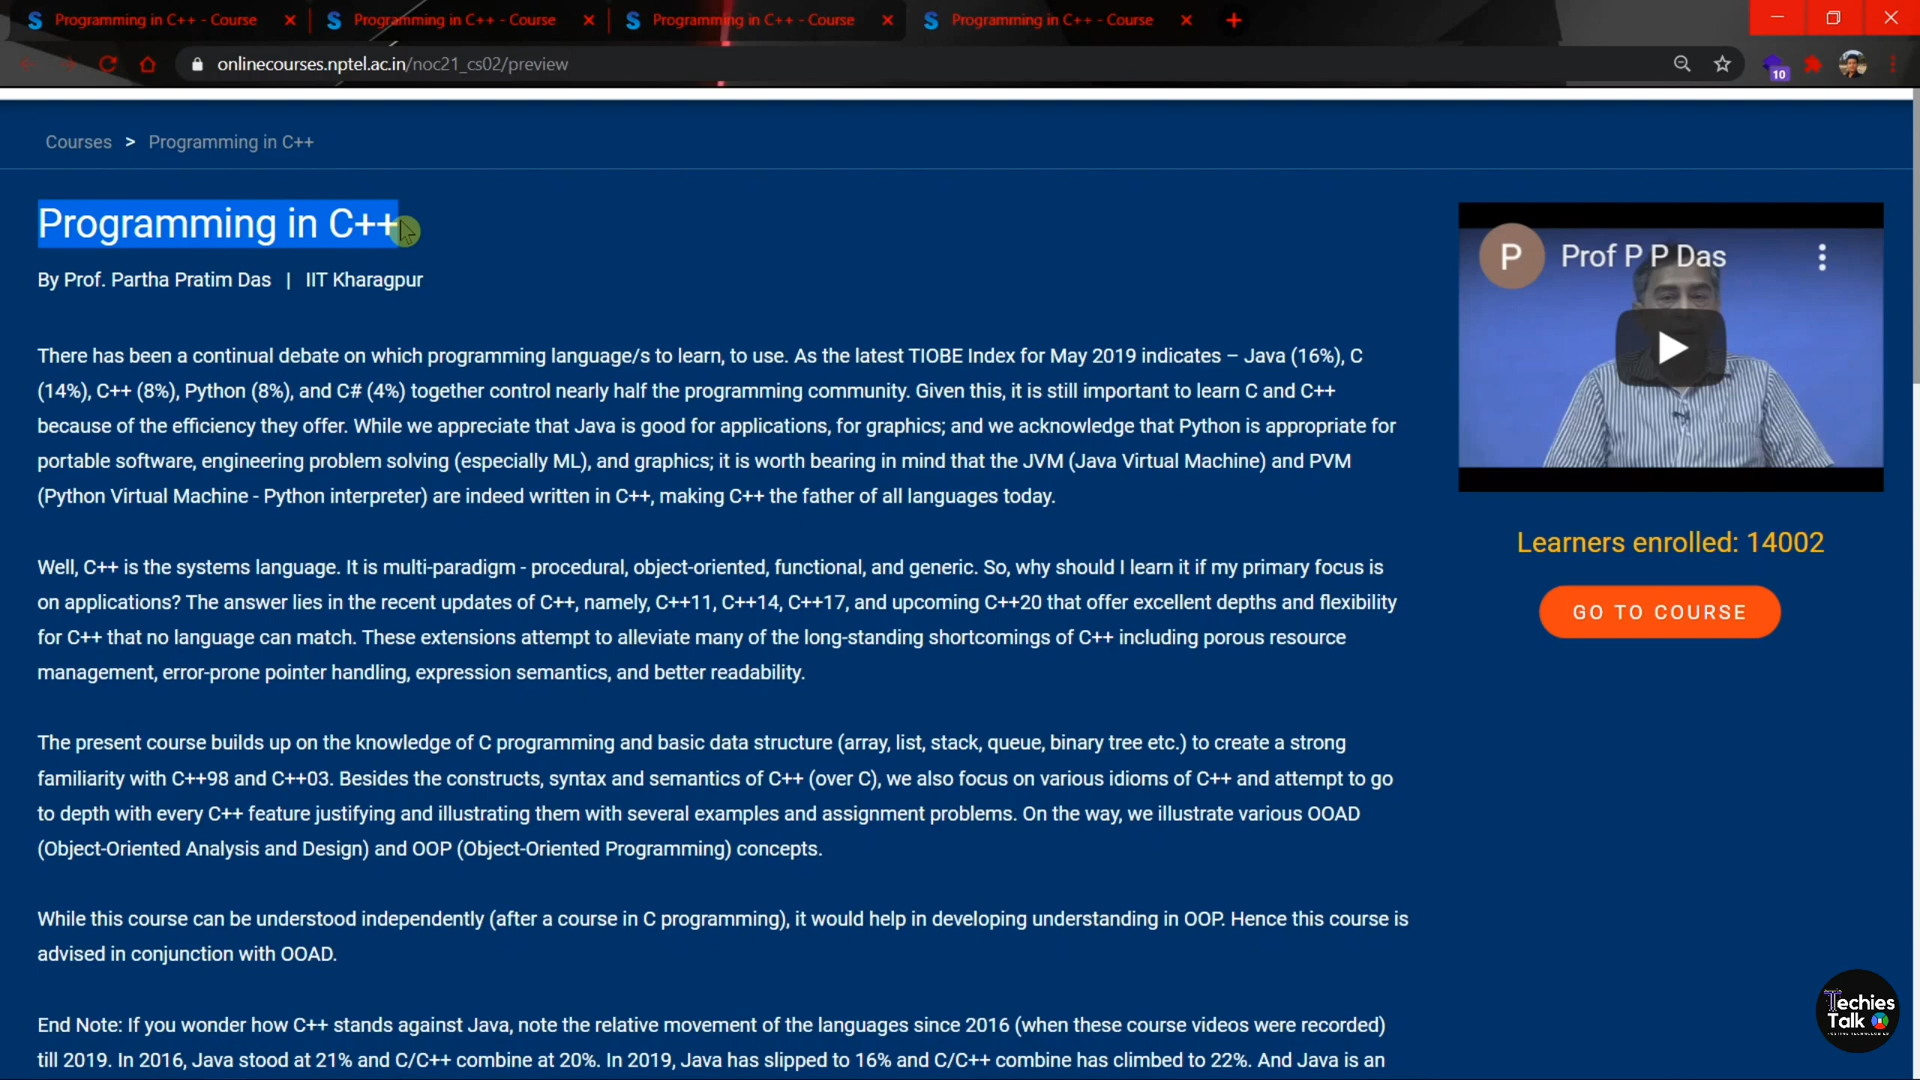 Programming in C++ - Course
Programming in C++ - Course
Programming in C++ - Course
Programming in C++ - Course
onlinecourses.nptel.ac.in/noc21_cs02/preview
10
Courses > Programming in C++
Programming in C++
By Prof. Partha Pratim Das | IIT Kharagpur
There has been a continual debate on which programming language/s to learn, to use. As the latest TIOBE Index for May 2019 indicates – Java (16%), C
(14%), C++ (8%), Python (8%), and C# (4%) together control nearly half the programming community. Given this, it is still important to learn C and C++
because of the efficiency they offer. While we appreciate that Java is good for applications, for graphics; and we acknowledge that Python is appropriate for
portable software, engineering problem solving (especially ML), and graphics; it is worth bearing in mind that the JVM (Java Virtual Machine) and PVM
(Python Virtual Machine - Python interpreter) are indeed written in C++, making C++ the father of all languages today.
Well, C++ is the systems language. It is multi-paradigm - procedural, object-oriented, functional, and generic. So, why should I learn it if my primary focus is
on applications? The answer lies in the recent updates of C++, namely, C++11, C++14, C++17, and upcoming C++20 that offer excellent depths and flexibility
for C++ that no language can match. These extensions attempt to alleviate many of the long-standing shortcomings of C++ including porous resource
management, error-prone pointer handling, expression semantics, and better readability.
The present course builds up on the knowledge of C programming and basic data structure (array, list, stack, queue, binary tree etc.) to create a strong
familiarity with C++98 and C++03. Besides the constructs, syntax and semantics of C++ (over C), we also focus on various idioms of C++ and attempt to go
to depth with every C++ feature justifying and illustrating them with several examples and assignment problems. On the way, we illustrate various OOAD
(Object-Oriented Analysis and Design) and OOP (Object-Oriented Programming) concepts.
While this course can be understood independently (after a course in C programming), it would help in developing understanding in OOP. Hence this course is
advised in conjunction with OOAD.
End Note: If you wonder how C++ stands against Java, note the relative movement of the languages since 2016 (when these course videos were recorded)
till 2019. In 2016, Java stood at 21% and C/C++ combine at 20%. In 2019, Java has slipped to 16% and C/C++ combine has climbed to 22%. And Java is an
P Prof P P Das
Learners enrolled: 14002
GO TO COURSE
Techies
Talk